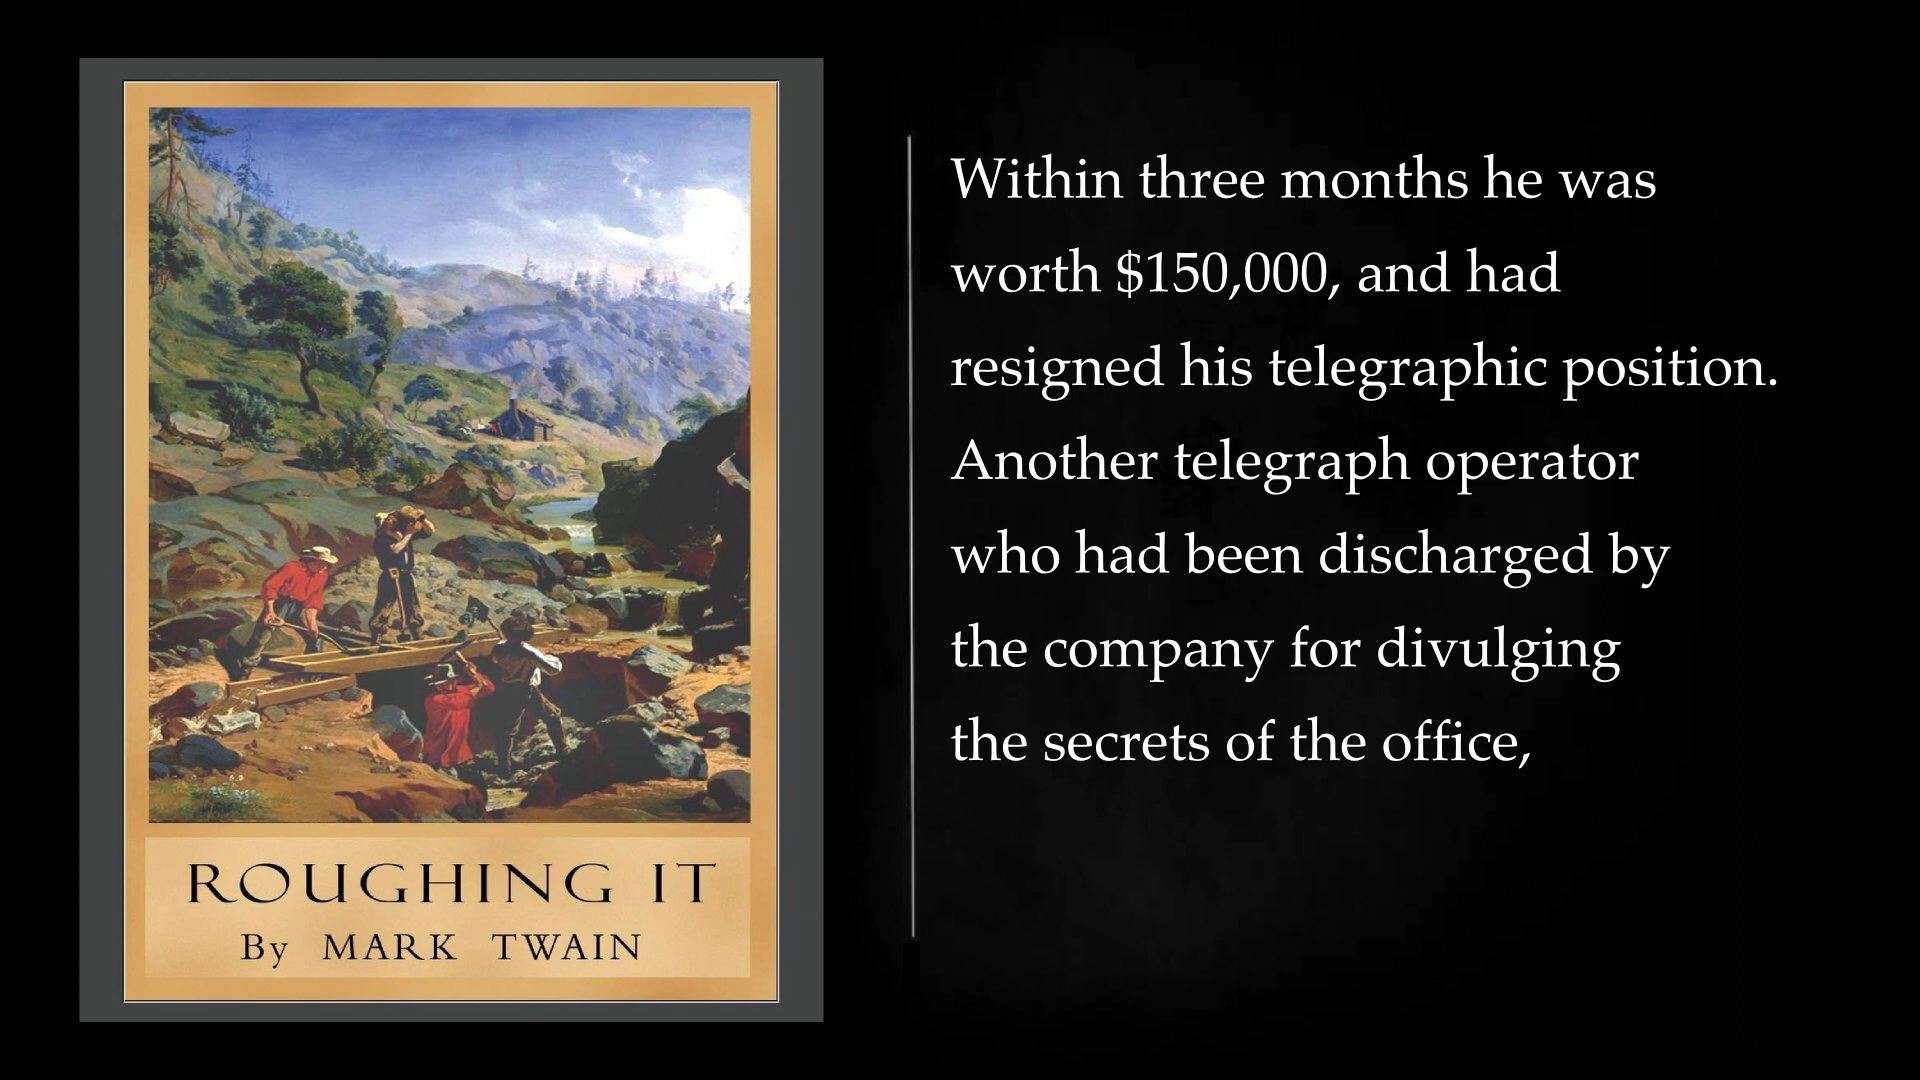 ROUGHING IT
By MARK TWAIN
Within three months he was
worth $150,000, and had
resigned his telegraphic position.
Another telegraph operator
who had been discharged by
the company for divulging
the secrets of the office,